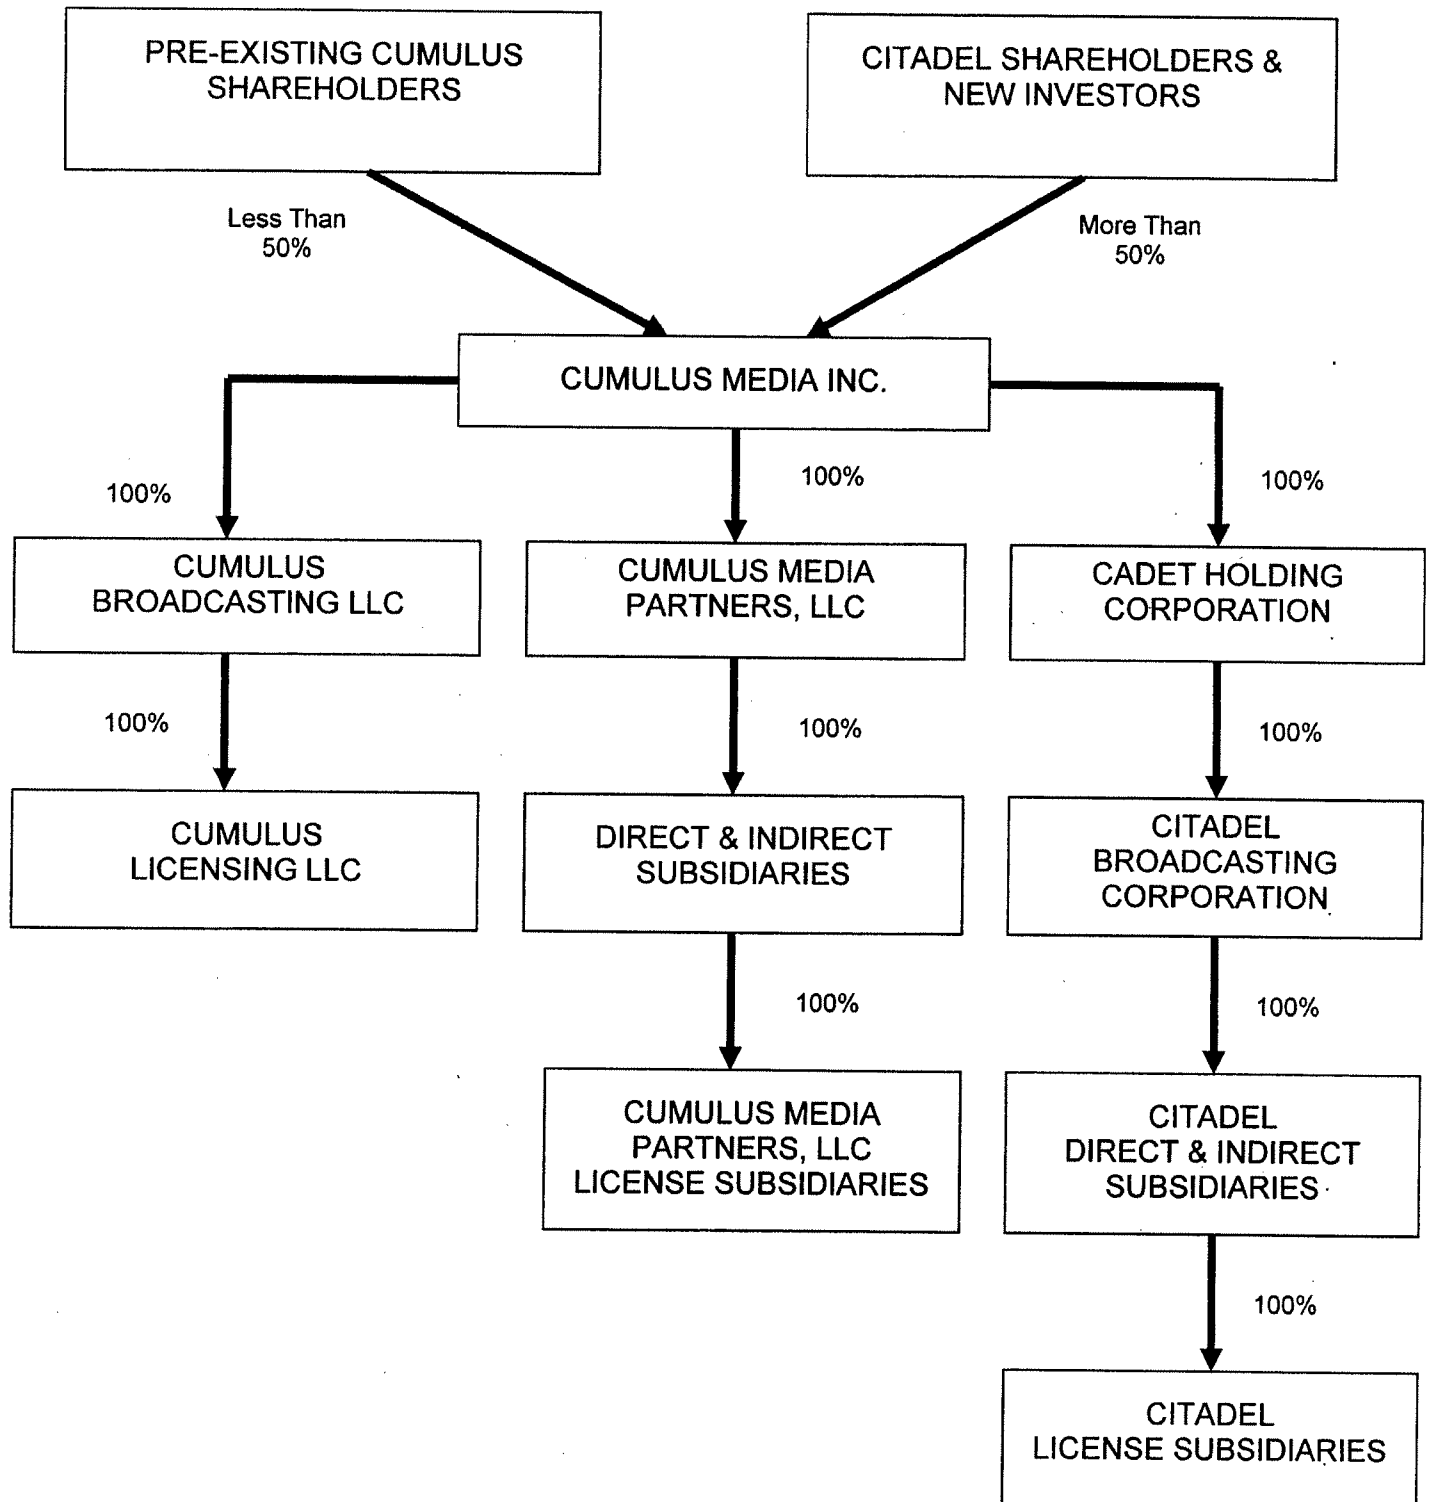 PRE-EXISTING CUMULUS
SHAREHOLDERS
CITADEL SHAREHOLDERS &
NEW INVESTORS
Less Than
50%
More Than
50%
CUMULUS MEDIA INC.
100%
100%
100%
CUMULUS
BROADCASTING LLC
CUMULUS MEDIA
PARTNERS, LLC
CADET HOLDING
CORPORATION
100%
100%
100%
CUMULUS
LICENSING LLC
DIRECT & INDIRECT
SUBSIDIARIES
CITADEL
BROADCASTING
CORPORATION
100%
100%
CUMULUS MEDIA
PARTNERS, LLC
LICENSE SUBSIDIARIES
CITADEL
DIRECT & INDIRECT
SUBSIDIARIES
100%
CITADEL
LICENSE SUBSIDIARIES